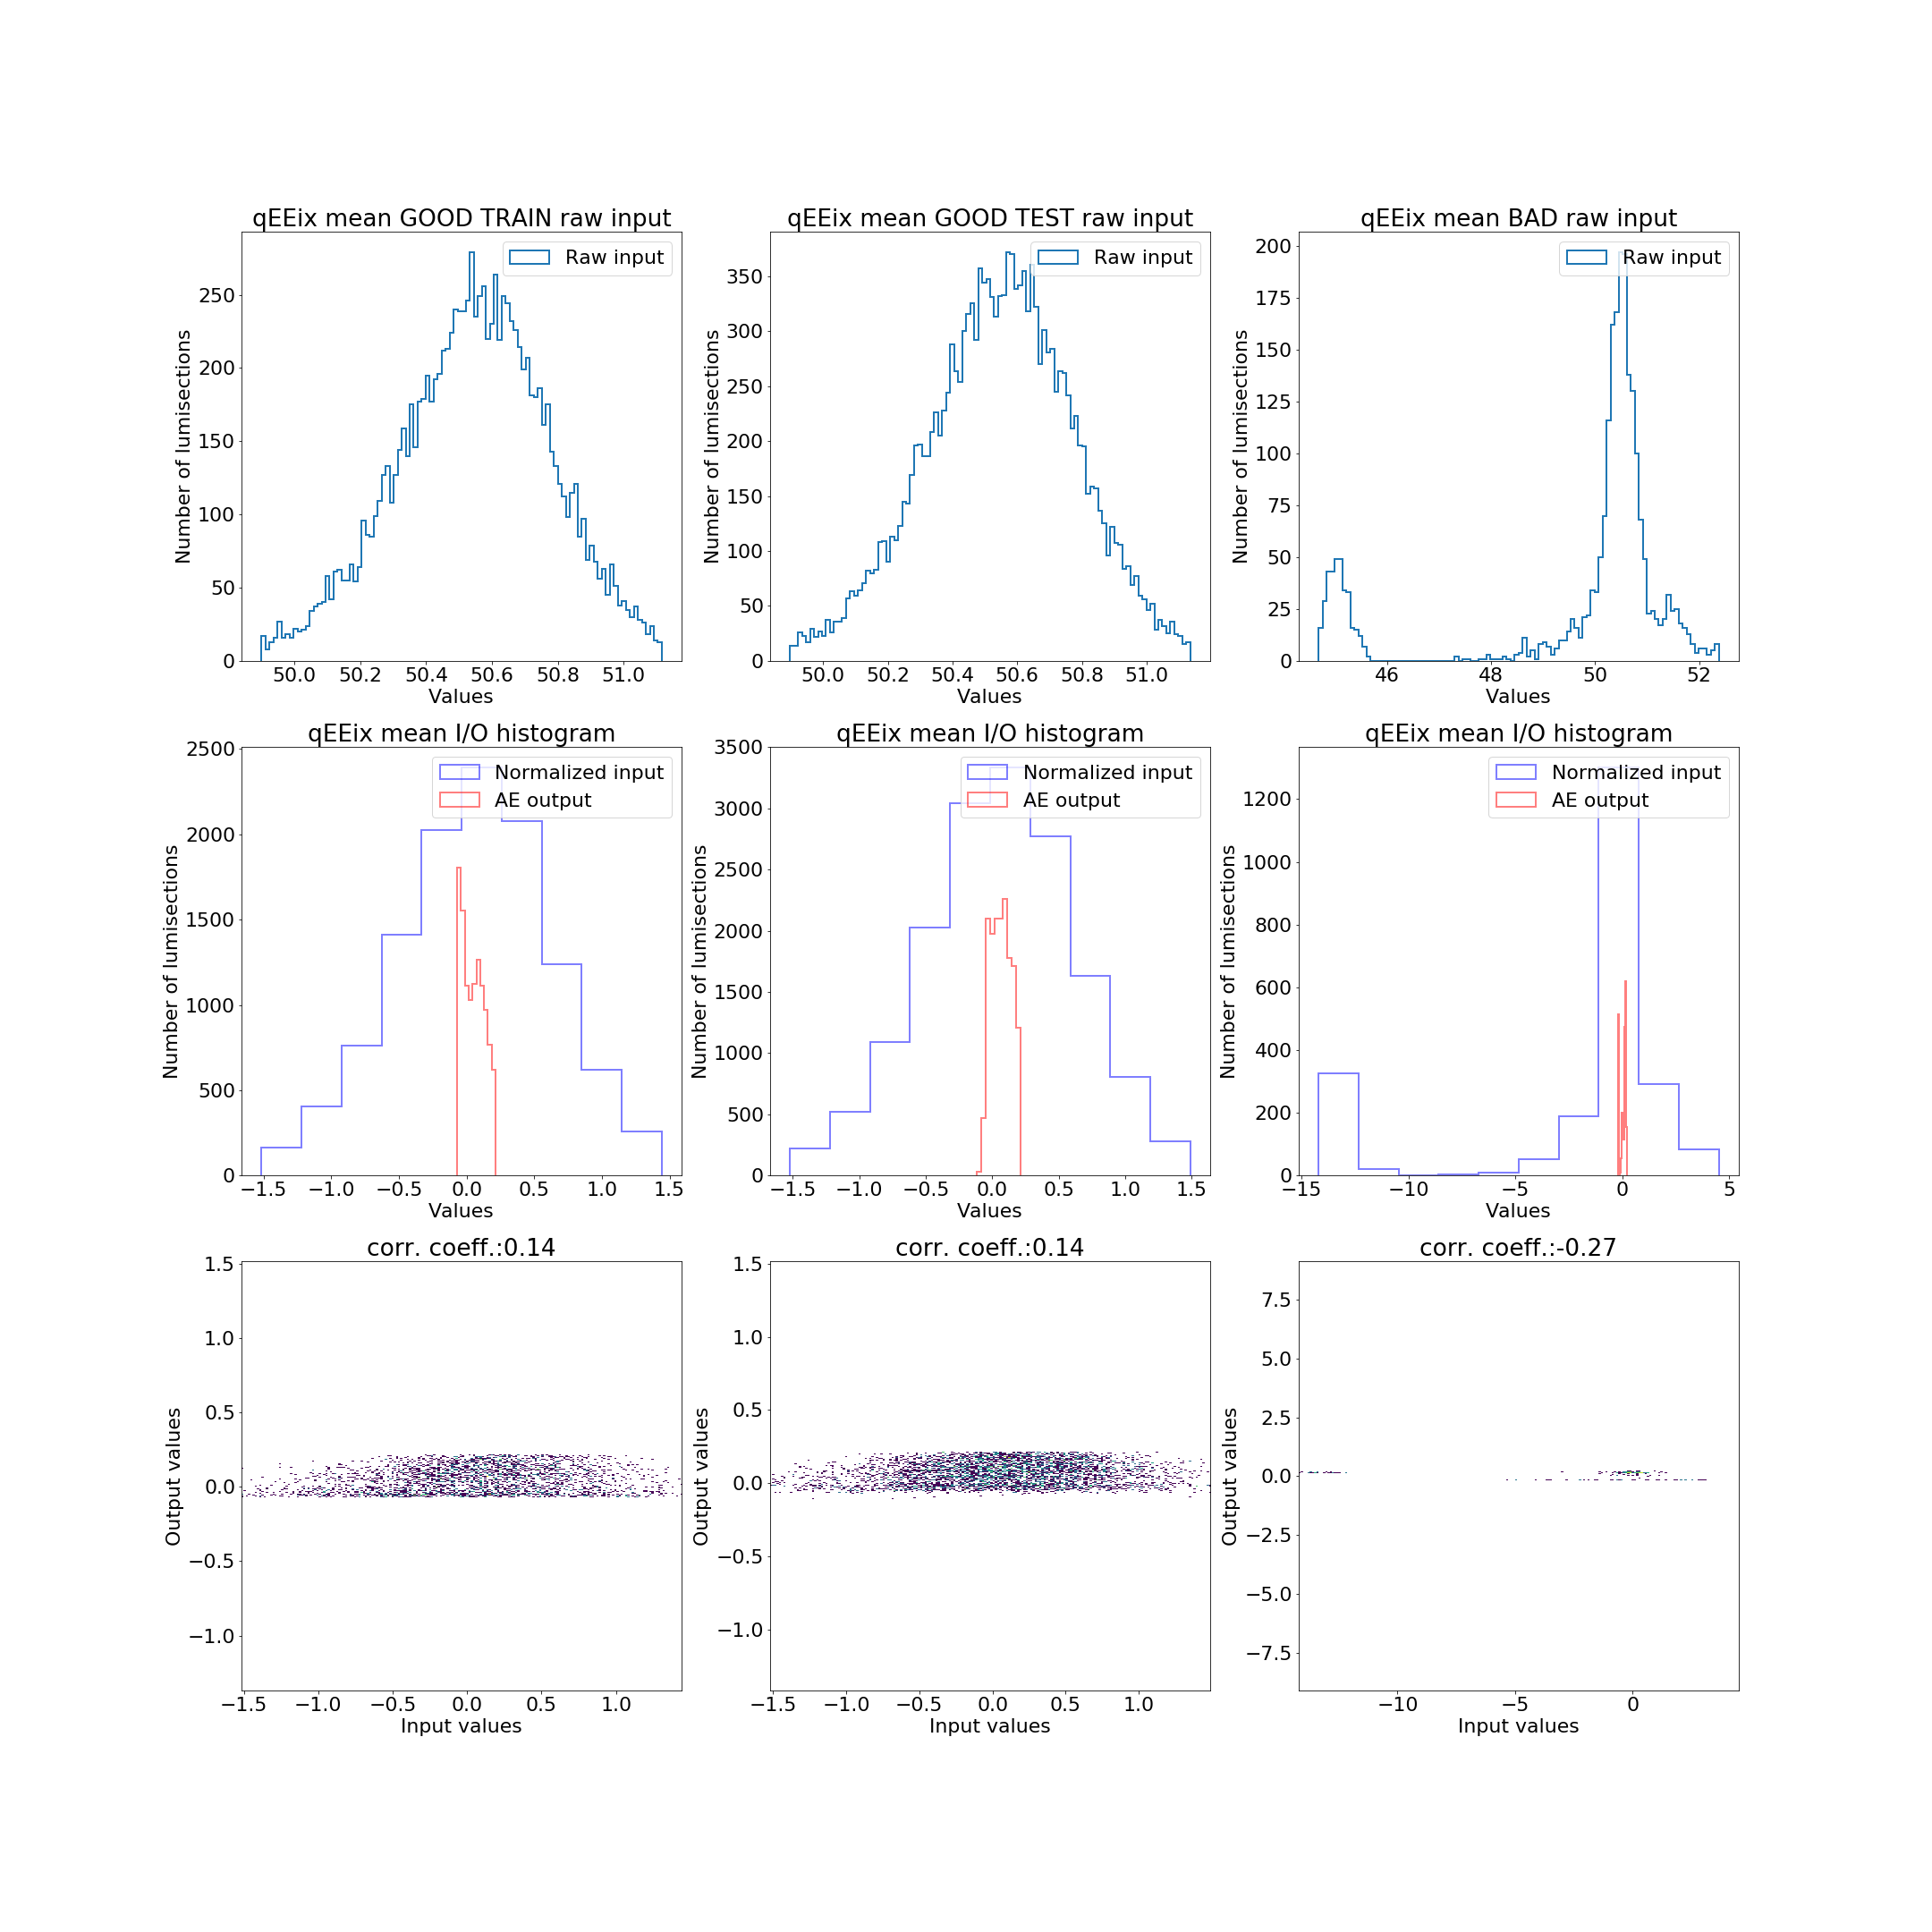 qEEix mean GOOD TRAIN raw input
Raw input
Number of lumisections
250
200
150
100
50
0
50.0 50.2 50.4 50.6 50.8 51.0
Values
qEEix mean GOOD TEST raw input
Raw input
Number of lumisections
350
300
250
200
150
100
50
0
50.0 50.2 50.4 50.6 50.8 51.0
Values
qEEix mean BAD raw input
Raw input
Number of lumisections
200
175
150
125
100
75
50
25
0
46 48 50 52
Values
qEEix mean I/O histogram
Normalized input
AE output
Number of lumisections
2500
2000
1500
1000
500
0
−1.5 −1.0 −0.5 0.0 0.5 1.0 1.5
Values
qEEix mean I/O histogram
Normalized input
AE output
Number of lumisections
3500
3000
2500
2000
1500
1000
500
0
−1.5 −1.0 −0.5 0.0 0.5 1.0 1.5
Values
qEEix mean I/O histogram
Normalized input
AE output
Number of lumisections
1200
1000
800
600
400
200
0
−15 −10 −5 0 5
Values
corr. coeff.:0.14
Output values
1.5
1.0
0.5
0.0
−0.5
−1.0
−1.5 −1.0 −0.5 0.0 0.5 1.0
Input values
corr. coeff.:0.14
Output values
1.5
1.0
0.5
0.0
−0.5
−1.0
−1.5 −1.0 −0.5 0.0 0.5 1.0
Input values
corr. coeff.:-0.27
Output values
7.5
5.0
2.5
0.0
−2.5
−5.0
−7.5
−10 −5 0
Input values